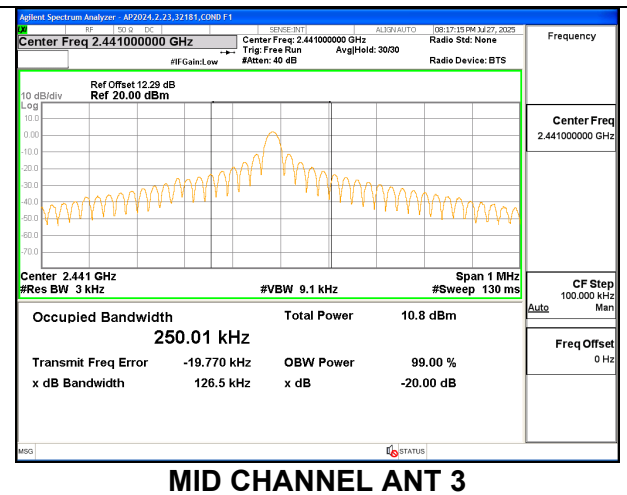 Agilent Spectrum Analyzer - AP2024.2.23,32181,COND F1
RF 50 Ω DC SENSE:INT ALIGN AUTO 08:17:15 PM Jul 27, 2025
Center Freq 2.441000000 GHz
Center Freq: 2.441000000 GHz
Radio Std: None
Trig: Free Run Avg|Hold: 30/30
#IFGain:Low
#Atten: 40 dB
Radio Device: BTS
Ref Offset 12.29 dB
10 dB/div Ref 20.00 dBm
Log
10.0
0.00
-10.0
-20.0
-30.0
-40.0
-50.0
-60.0
-70.0
Center 2.441 GHz
Span 1 MHz
#Res BW 3 kHz
#VBW 9.1 kHz
#Sweep 130 ms
Occupied Bandwidth
Total Power 10.8 dBm
250.01 kHz
Transmit Freq Error -19.770 kHz OBW Power 99.00 %
x dB Bandwidth 126.5 kHz x dB -20.00 dB
MSG
STATUS
Frequency
Center Freq
2.441000000 GHz
CF Step
100.000 kHz
Auto Man
Freq Offset
0 Hz
MID CHANNEL ANT 3